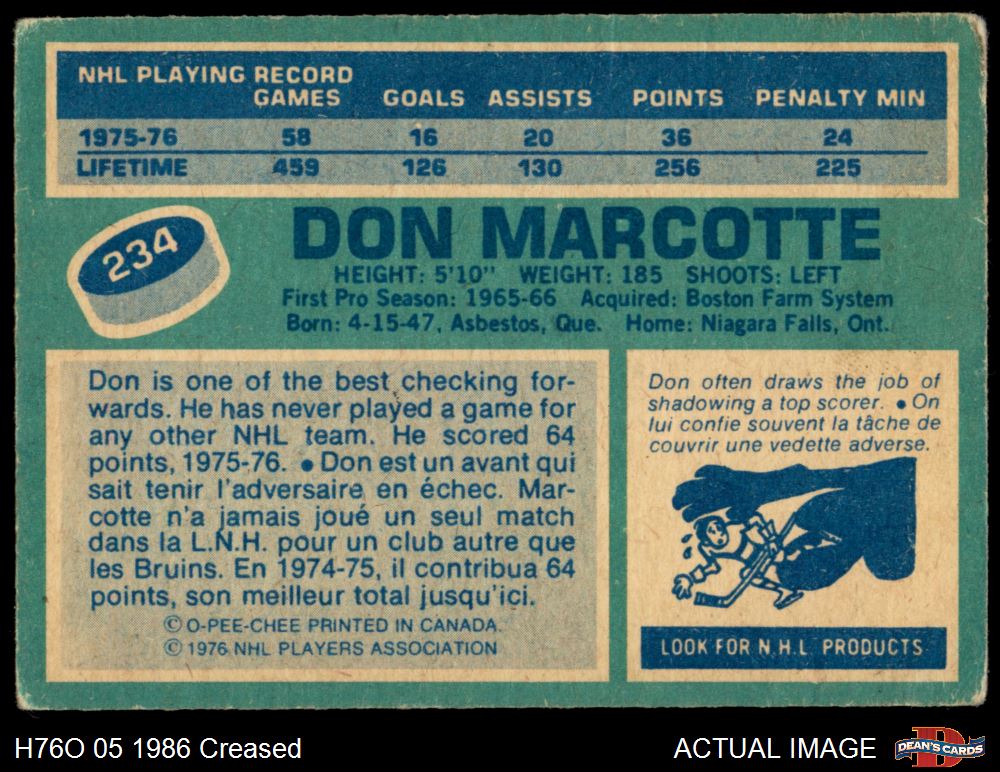 NHL PLAYING RECORD
GAMES GOALS ASSISTS POINTS PENALTY MIN
1975-76 58 16 20 36 24
LIFETIME 459 126 130 256 225
234
DON MARCOTTE
HEIGHT: 5'10" WEIGHT: 185 SHOOTS: LEFT
First Pro Season: 1965-66 Acquired: Boston Farm System
Born: 4-15-47, Asbestos, Que. Home: Niagara Falls, Ont.
Don is one of the best checking for-
wards. He has never played a game for
any other NHL team. He scored 64
points, 1975-76. ● Don est un avant qui
sait tenir l'adversaire en échec. Mar-
cotte n'a jamais joué un seul match
dans la L.N.H. pour un club autre que
les Bruins. En 1974-75, il contribua 64
points, son meilleur total jusqu'ici.
© O-PEE-CHEE PRINTED IN CANADA.
© 1976 NHL PLAYERS ASSOCIATION
Don often draws the job of
shadowing a top scorer. ● On
lui confie souvent la tâche de
couvrir une vedette adverse.
LOOK FOR N.H.L PRODUCTS
H76O 05 1986 Creased
ACTUAL IMAGE
D
DEAN'S CARDS